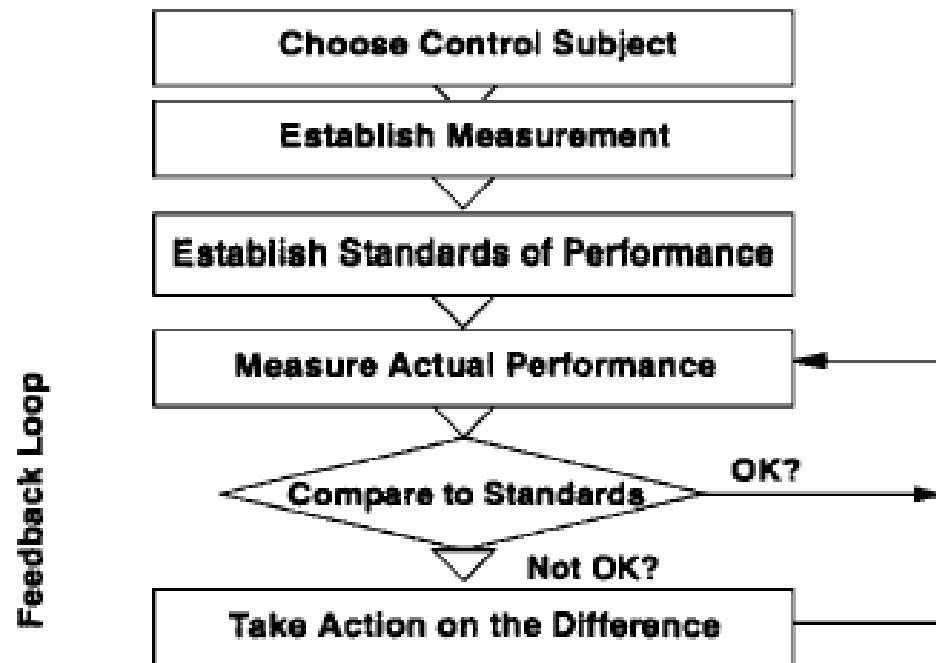 Choose Control Subject
Establish Measurement
Establish Standards of Performance
Measure Actual Performance
Feedback Loop
OK?
Compare to Standards
Not OK?
Take Action on the Difference